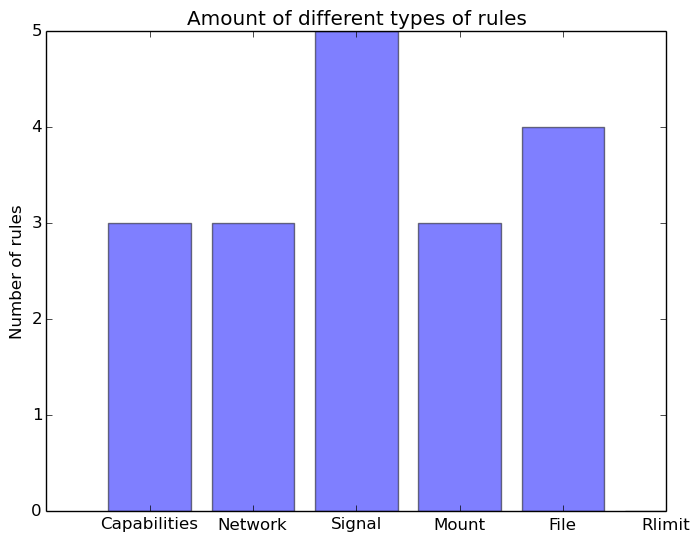 Amount of different types of rules
Number of rules
5
4
3
2
1
0
Capabilities Network Signal Mount File Rlimit